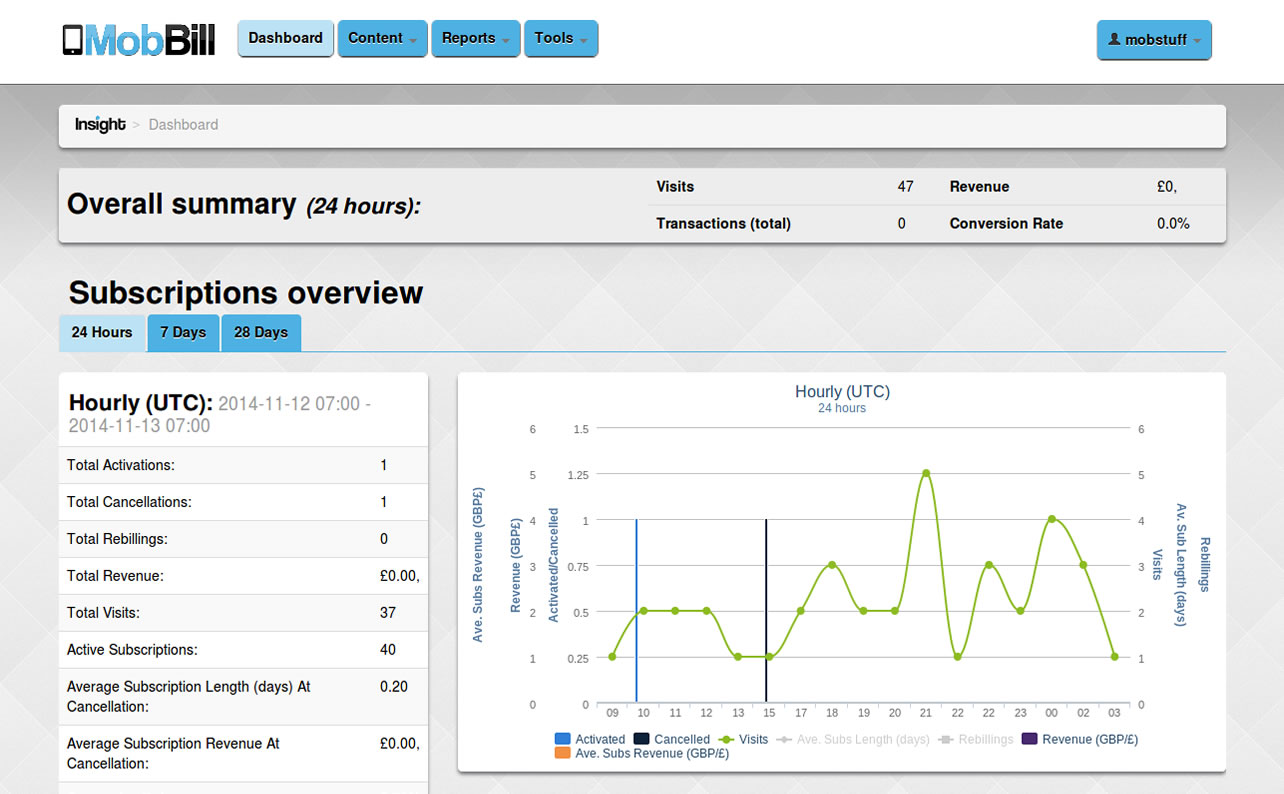 MobBill
Dashboard Content Reports Tools mobstuff
Insight > Dashboard
Overall summary (24 hours):
Visits 47 Revenue £0,
Transactions (total) 0 Conversion Rate 0.0%
Subscriptions overview
24 Hours 7 Days 28 Days
Hourly (UTC): 2014-11-12 07:00 -
2014-11-13 07:00
Total Activations: 1
Total Cancellations: 1
Total Rebillings: 0
Total Revenue: £0.00,
Total Visits: 37
Active Subscriptions: 40
Average Subscription Length (days) At 0.20
Cancellation:
Average Subscription Revenue At £0.00,
Cancellation:
Hourly (UTC)
24 hours
Ave. Subs Revenue (GBP£)
6
5
4
3
2
1
0
Revenue (GBP£)
Activated/Cancelled
1.5
1.25
1
0.75
0.5
0.25
0
6
5
4
3
2
1
0
Visits
Av. Sub Length (days)
Rebillings
09 10 11 12 13 15 17 18 19 20 21 22 22 23 00 02 03
Activated Cancelled Visits Ave. Subs Length (days) Rebillings Revenue (GBP/£)
Ave. Subs Revenue (GBP/£)